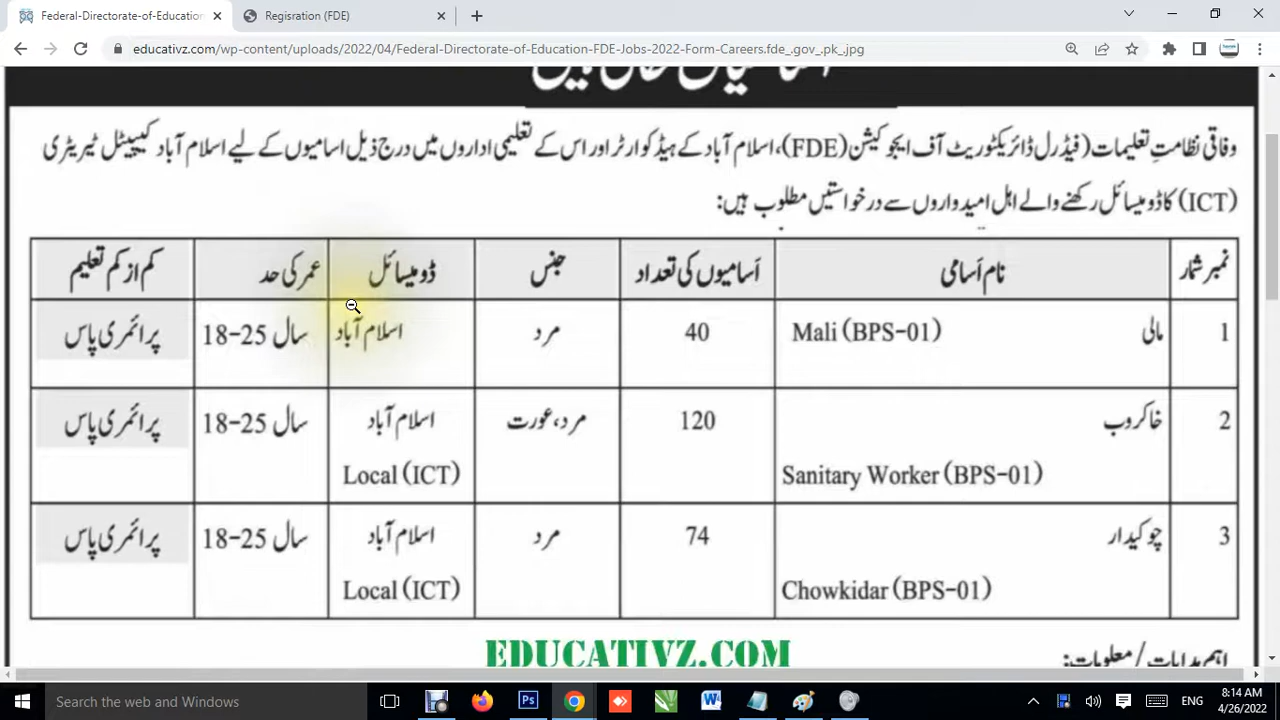 Federal-Directorate-of-Education
Regisration (FDE)
educativz.com/wp-content/uploads/2022/04/Federal-Directorate-of-Education-FDE-Jobs-2022-Form-Careers.fde_.gov_.pk_.jpg
وفاقی نظامتِ تعلیمات (فیڈرل ڈائریکٹوریٹ آف ایجوکیشن (FDE)، اسلام آباد کے ہیڈ کوارٹر اور اس کے تعلیمی اداروں میں درج ذیل اسامیوں کے لیے اسلام آباد کیپیٹل ٹیریٹری
(ICT) کا ڈومیسائل رکھنے والے اہل امیدواروں سے درخواستیں مطلوب ہیں:
نمبر شمار نام اَسامی اَسامیوں کی تعداد جنس ڈومیسائل عمر کی حد کم از کم تعلیم
1 مالی Mali (BPS-01) 40 مرد اسلام آباد 18-25 سال پرائمری پاس
2 خاکروب 120 مرد، عورت اسلام آباد 18-25 سال پرائمری پاس
Sanitary Worker (BPS-01) Local (ICT)
3 چوکیدار 74 مرد اسلام آباد 18-25 سال پرائمری پاس
Chowkidar (BPS-01) Local (ICT)
EDUCATIVZ.COM
اہم ہدایات / معلومات:
Search the web and Windows
ENG
8:14 AM
4/26/2022